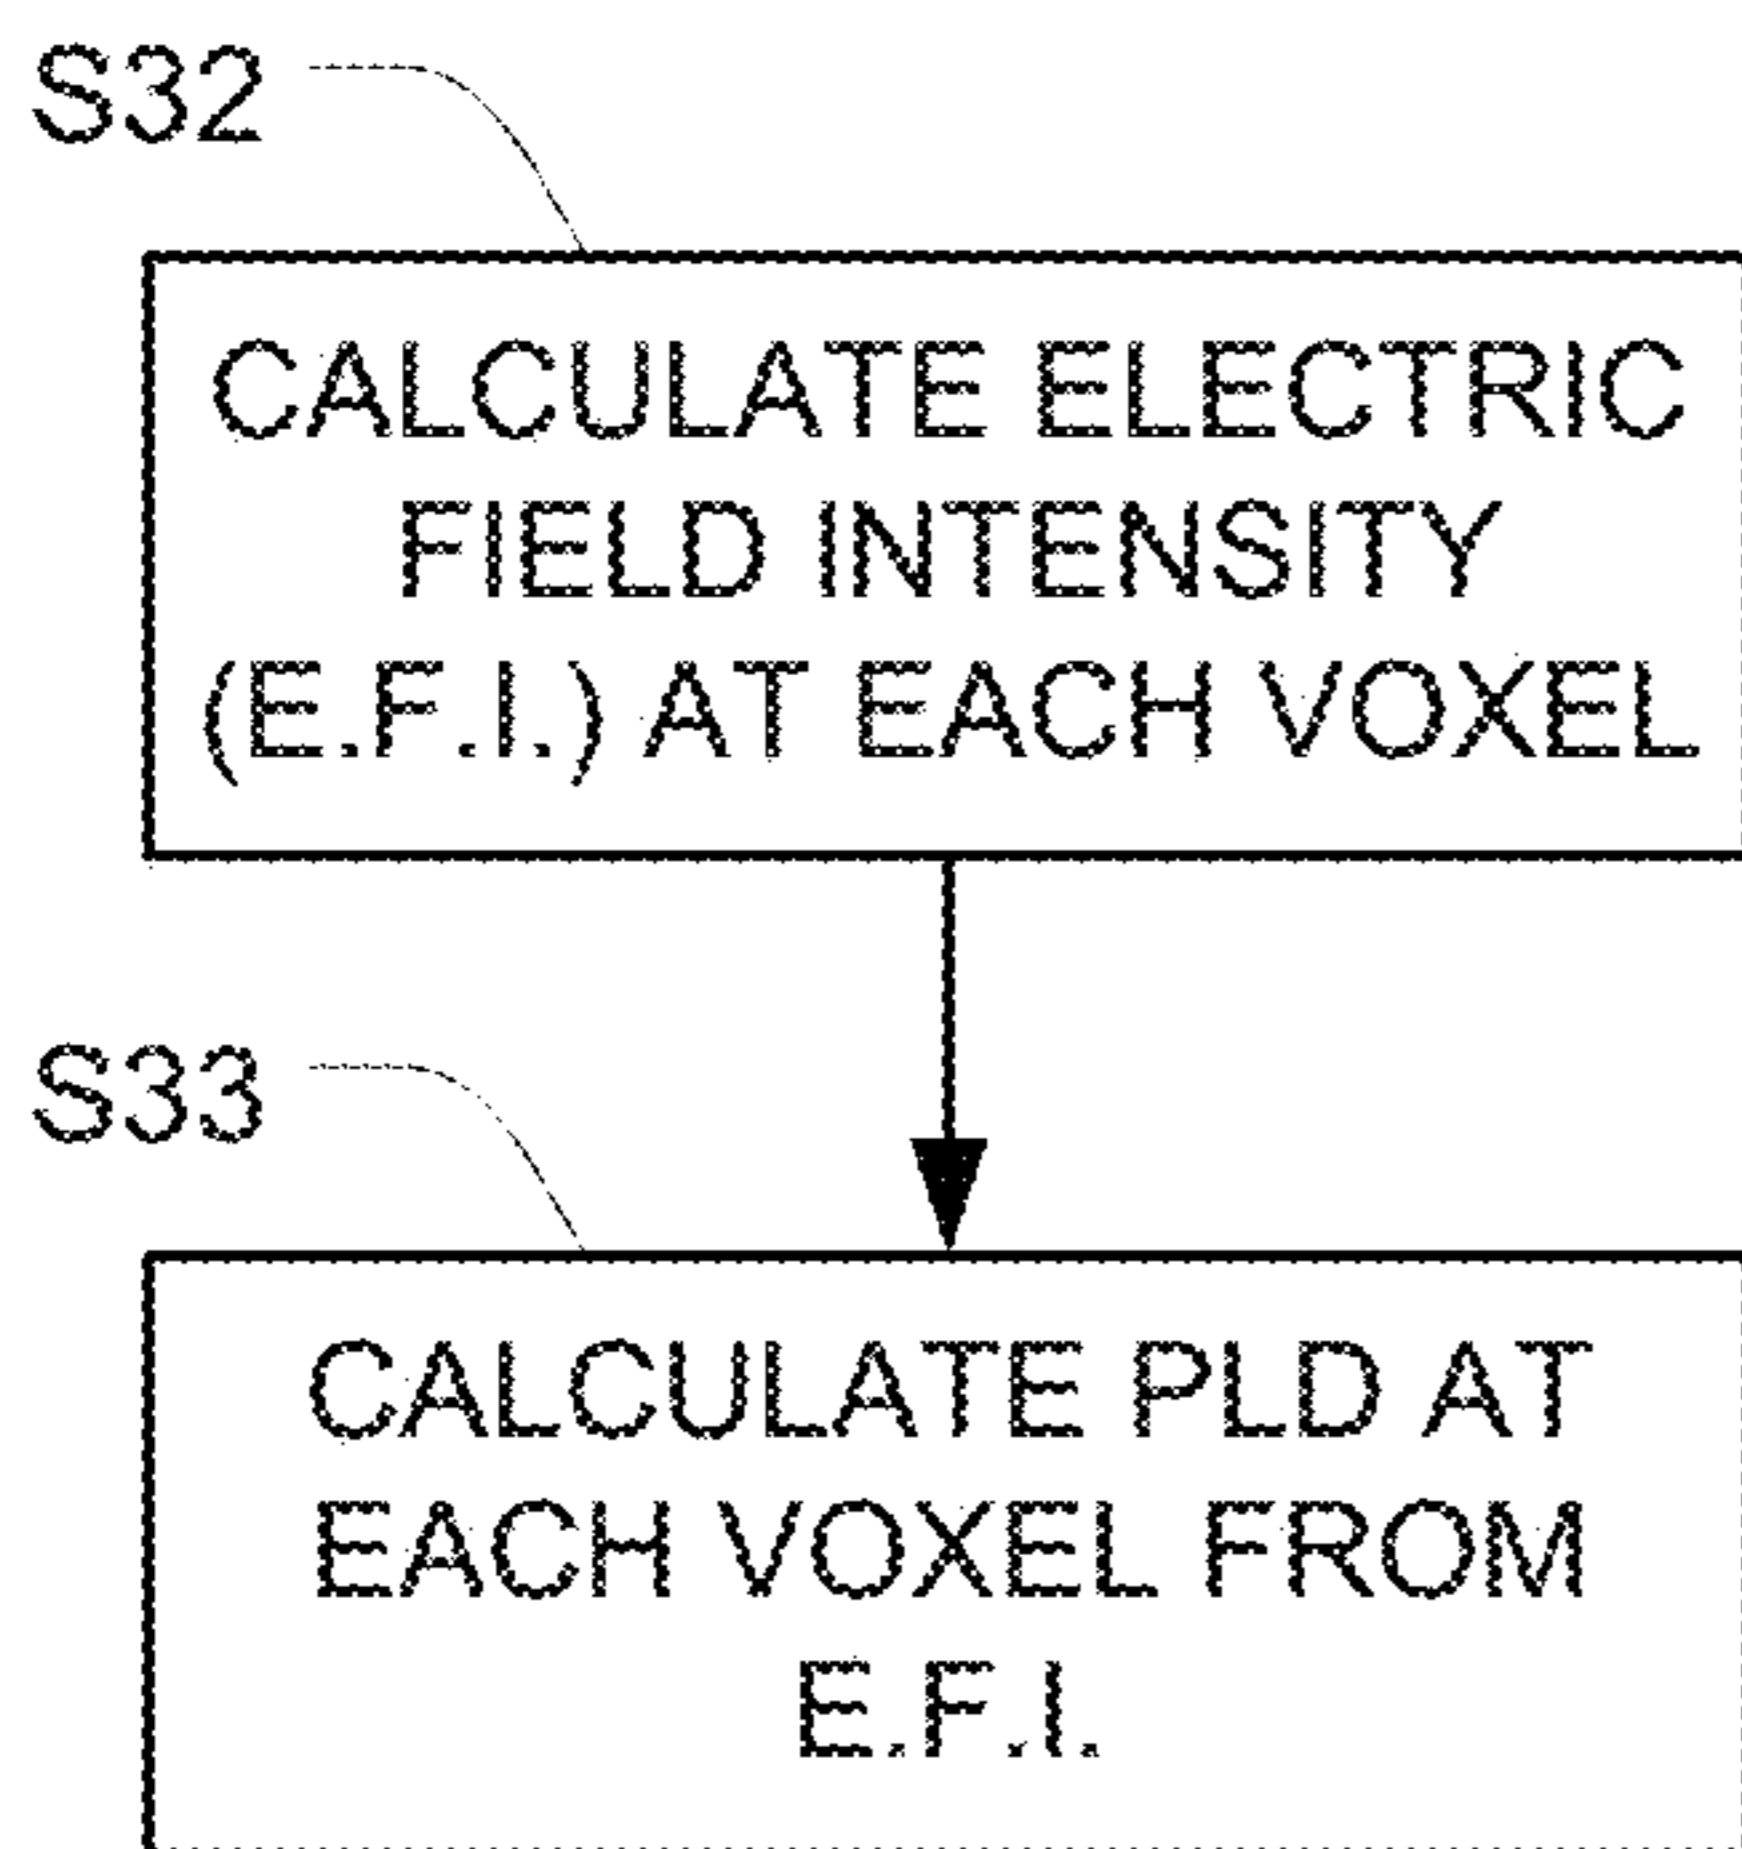 S32
CALCULATE ELECTRIC
FIELD INTENSITY
(E.F.I.) AT EACH VOXEL
S33
CALCULATE PLD AT
EACH VOXEL FROM
E.F.I.